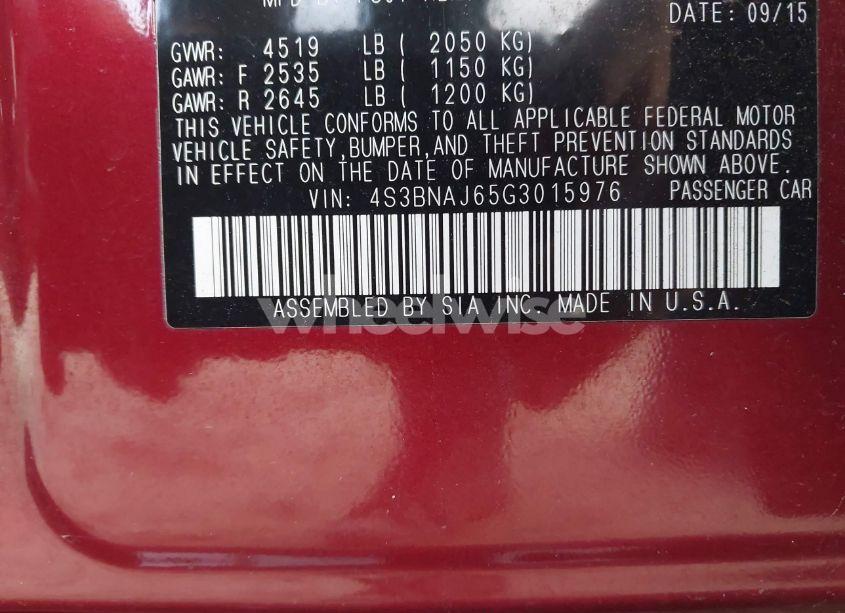 DATE: 09/15
GVWR: 4519 LB ( 2050 KG)
GAWR: F 2535 LB ( 1150 KG)
GAWR: R 2645 LB ( 1200 KG)
THIS VEHICLE CONFORMS TO ALL APPLICABLE FEDERAL MOTOR
VEHICLE SAFETY,BUMPER,AND THEFT PREVENTION STANDARDS
IN EFFECT ON THE DATE OF MANUFACTURE SHOWN ABOVE.
VIN: 4S3BNAJ65G3015976 PASSENGER CAR
ASSEMBLED BY SIA INC. MADE IN U.S.A.
wheelwise